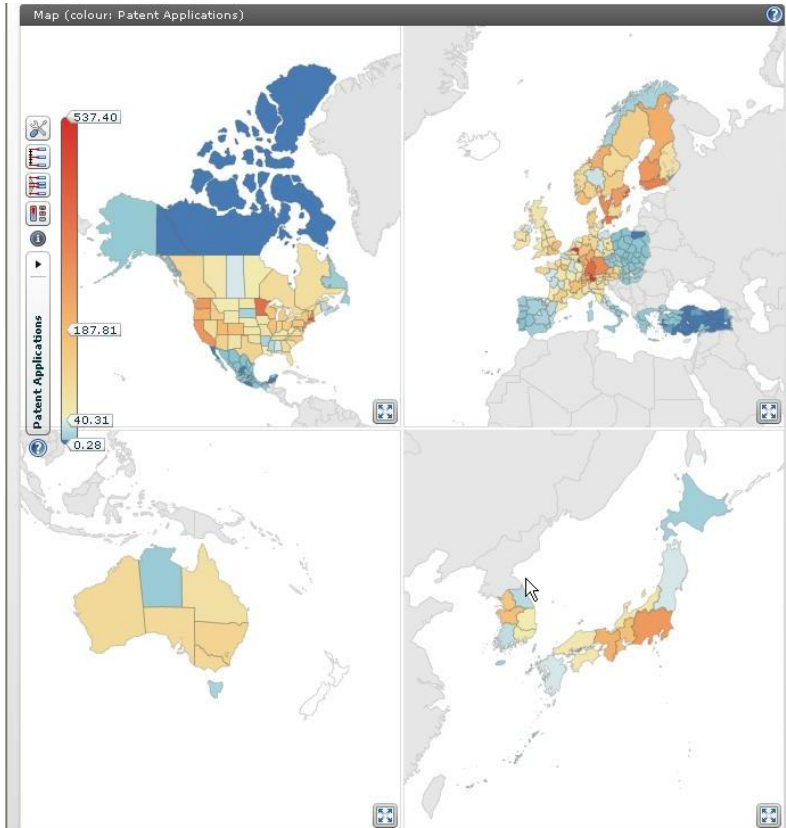 Map (colour: Patent Applications)
537.40
Patent Applications
187.81
40.31
0.28